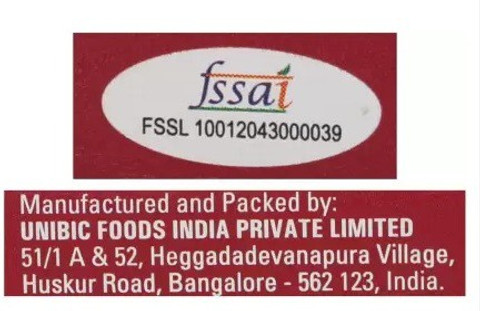 fssai
FSSL 10012043000039
Manufactured and Packed by:
UNIBIC FOODS INDIA PRIVATE LIMITED
51/1 A & 52, Heggadadevanapura Village,
Huskur Road, Bangalore - 562 123, India.